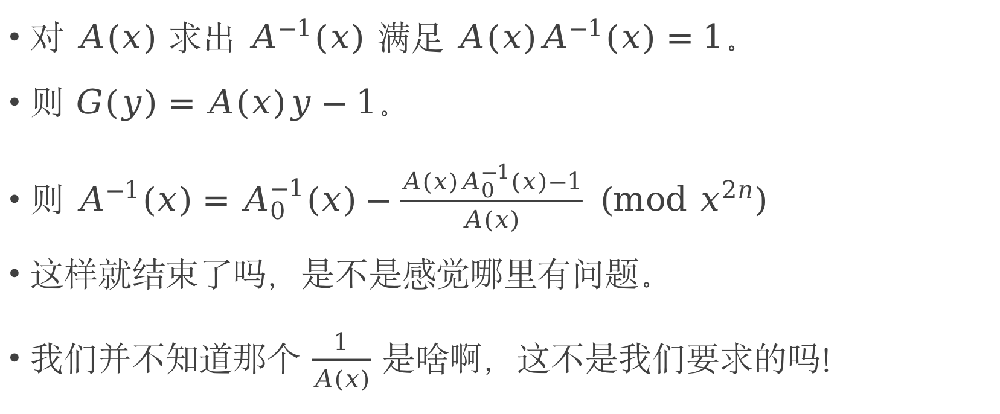 • 对 $A(x)$ 求出 $A^{-1}(x)$ 满足 $A(x)A^{-1}(x) = 1$。
• 则 $G(y) = A(x)y - 1$。
• 则 $A^{-1}(x) = A_0^{-1}(x) - \frac{A(x)A_0^{-1}(x)-1}{A(x)} \pmod{x^{2n}}$
• 这样就结束了吗，是不是感觉哪里有问题。
• 我们并不知道那个 $\frac{1}{A(x)}$ 是啥啊，这不是我们要求的吗!